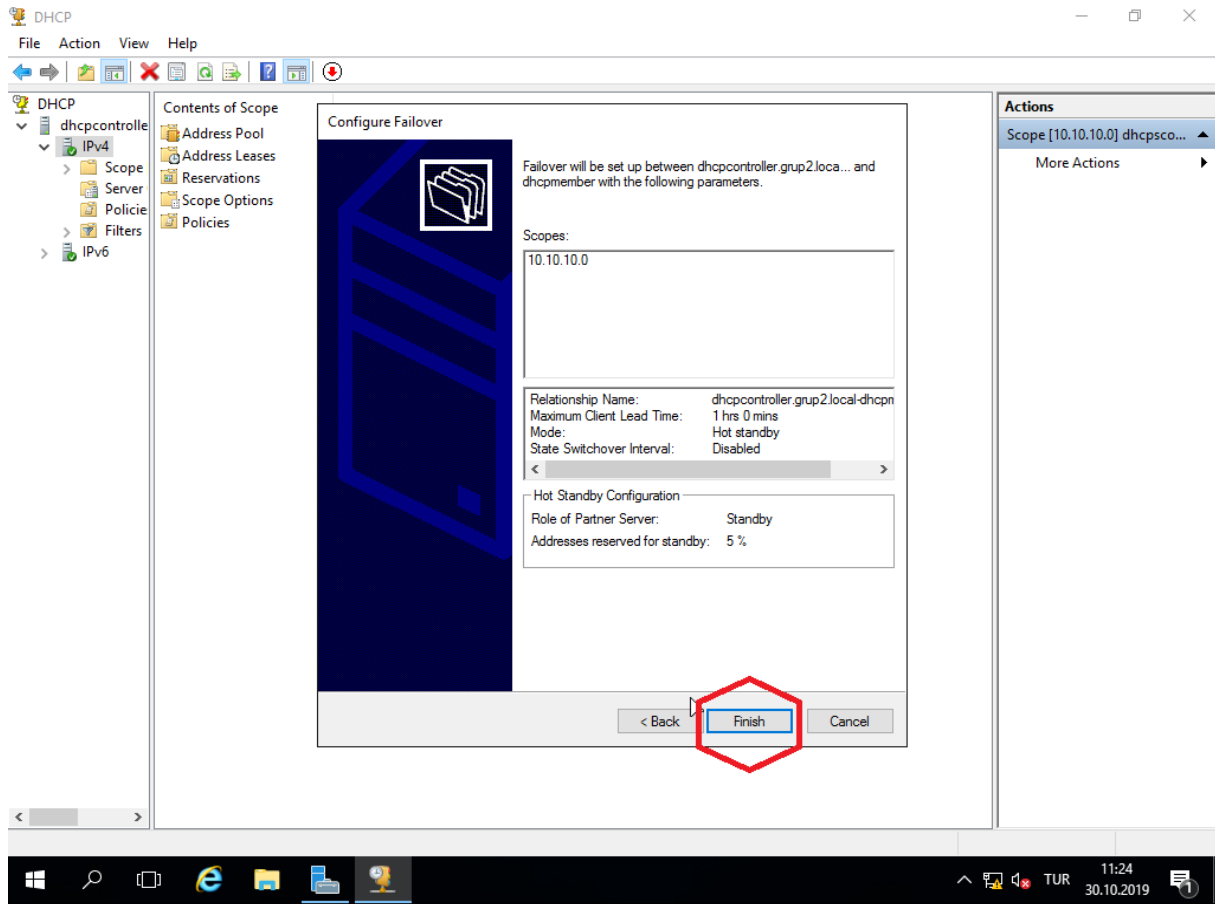 DHCP
File Action View Help
DHCP
dhcpcontrolle
IPv4
Scope
Server
Policie
Filters
IPv6
Contents of Scope
Address Pool
Address Leases
Reservations
Scope Options
Policies
Configure Failover
Failover will be set up between dhcpcontroller.grup2.loca... and
dhcpmember with the following parameters.
Scopes:
10.10.10.0
Relationship Name: dhcpcontroller.grup2.local-dhcpn
Maximum Client Lead Time: 1 hrs 0 mins
Mode: Hot standby
State Switchover Interval: Disabled
Hot Standby Configuration
Role of Partner Server: Standby
Addresses reserved for standby: 5 %
< Back Finish Cancel
Actions
Scope [10.10.10.0] dhcpsco...
More Actions
TUR
11:24
30.10.2019
1